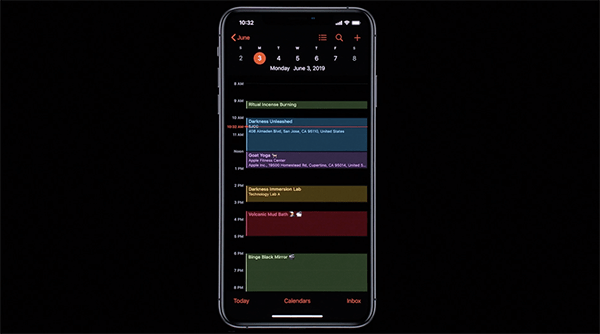 10:32
June
S M T W T F S
2 3 4 5 6 7 8
Monday June 3, 2019
8 AM
9 AM
Ritual Incense Burning
10 AM
Darkness Unleashed
10:32 AM
SJCC
408 Almaden Blvd, San Jose, CA 95110, United States
11 AM
Noon
Goat Yoga 🐐
Apple Fitness Center
Apple Inc., 19500 Homestead Rd, Cupertino, CA 95014, United S...
1 PM
2 PM
Darkness Immersion Lab
Technology Lab A
3 PM
Volcanic Mud Bath
4 PM
5 PM
6 PM
Binge Black Mirror
7 PM
8 PM
Today Calendars Inbox